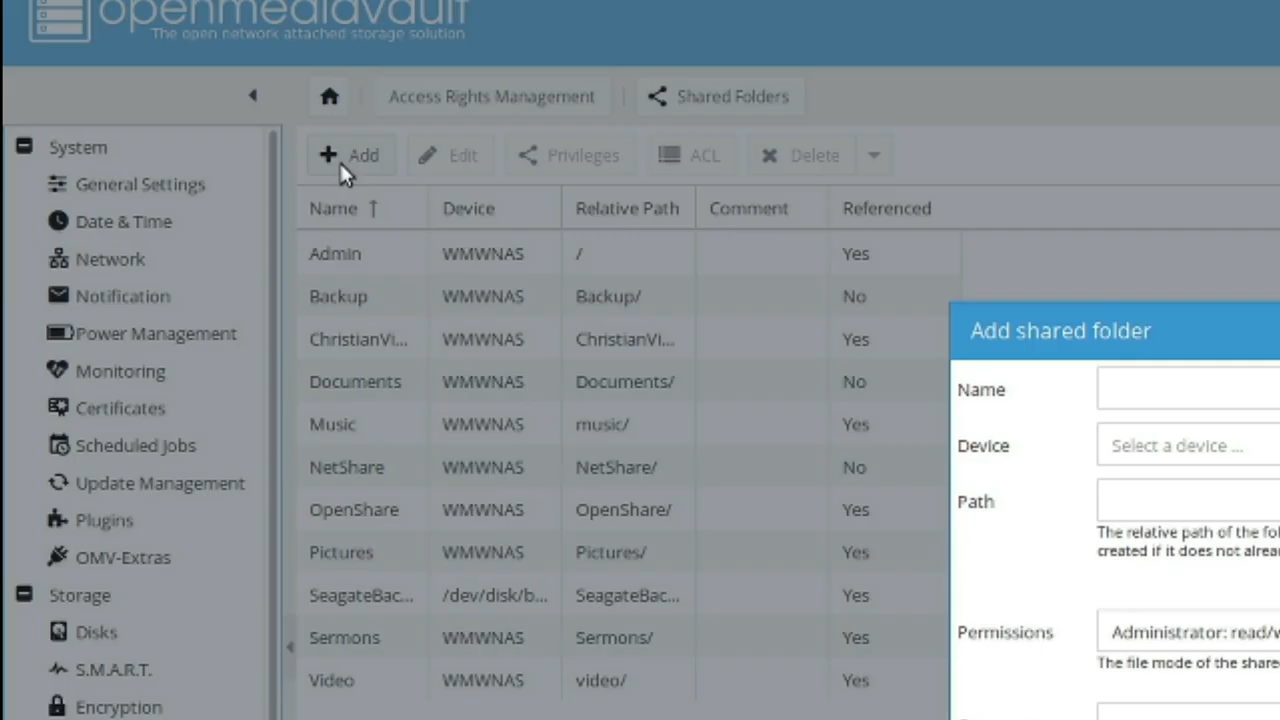 openmediavault
The open network attached storage solution
Access Rights Management
Shared Folders
Add
Edit
Privileges
ACL
Delete
System
General Settings
Date & Time
Network
Notification
Power Management
Monitoring
Certificates
Scheduled Jobs
Update Management
Plugins
OMV-Extras
Storage
Disks
S.M.A.R.T.
Encryption
Name Device Relative Path Comment Referenced
Admin WMWNAS / Yes
Backup WMWNAS Backup/ No
ChristianVi... WMWNAS ChristianVi... Yes
Documents WMWNAS Documents/ No
Music WMWNAS music/ Yes
NetShare WMWNAS NetShare/ No
OpenShare WMWNAS OpenShare/ Yes
Pictures WMWNAS Pictures/ Yes
SeagateBac... /dev/disk/b... SeagateBac... Yes
Sermons WMWNAS Sermons/ Yes
Video WMWNAS video/ Yes
Add shared folder
Name
Device Select a device ...
Path
The relative path of the fol
created if it does not alrea
Permissions Administrator: read/w
The file mode of the share